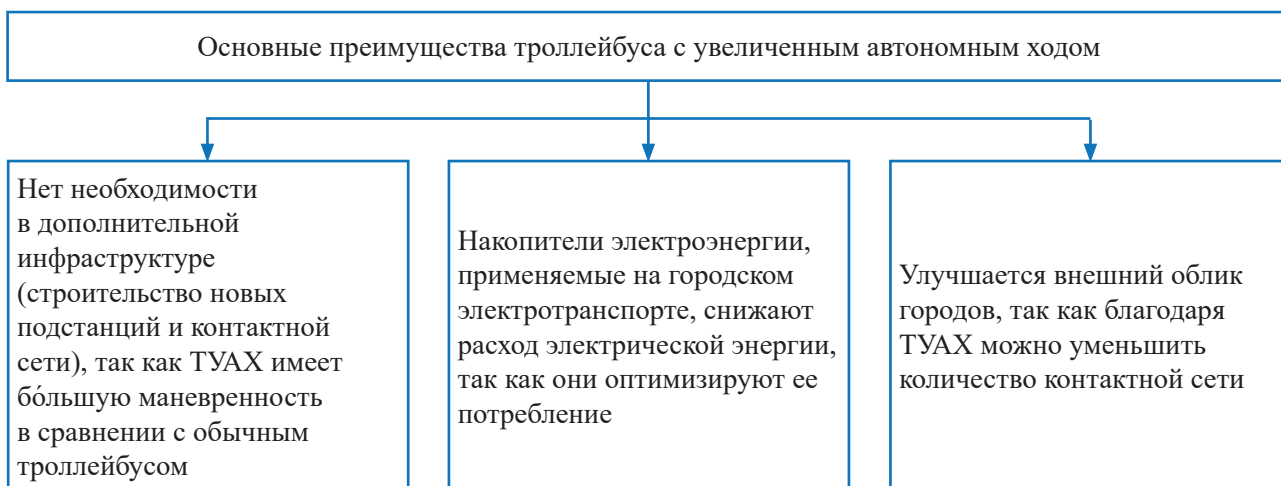 Основные преимущества троллейбуса с увеличенным автономным ходом
Нет необходимости
в дополнительной
инфраструктуре
(строительство новых
подстанций и контактной
сети), так как ТУАХ имеет
бо́льшую маневренность
в сравнении с обычным
троллейбусом
Накопители электроэнергии,
применяемые на городском
электротранспорте, снижают
расход электрической энергии,
так как они оптимизируют ее
потребление
Улучшается внешний облик
городов, так как благодаря
ТУАХ можно уменьшить
количество контактной сети